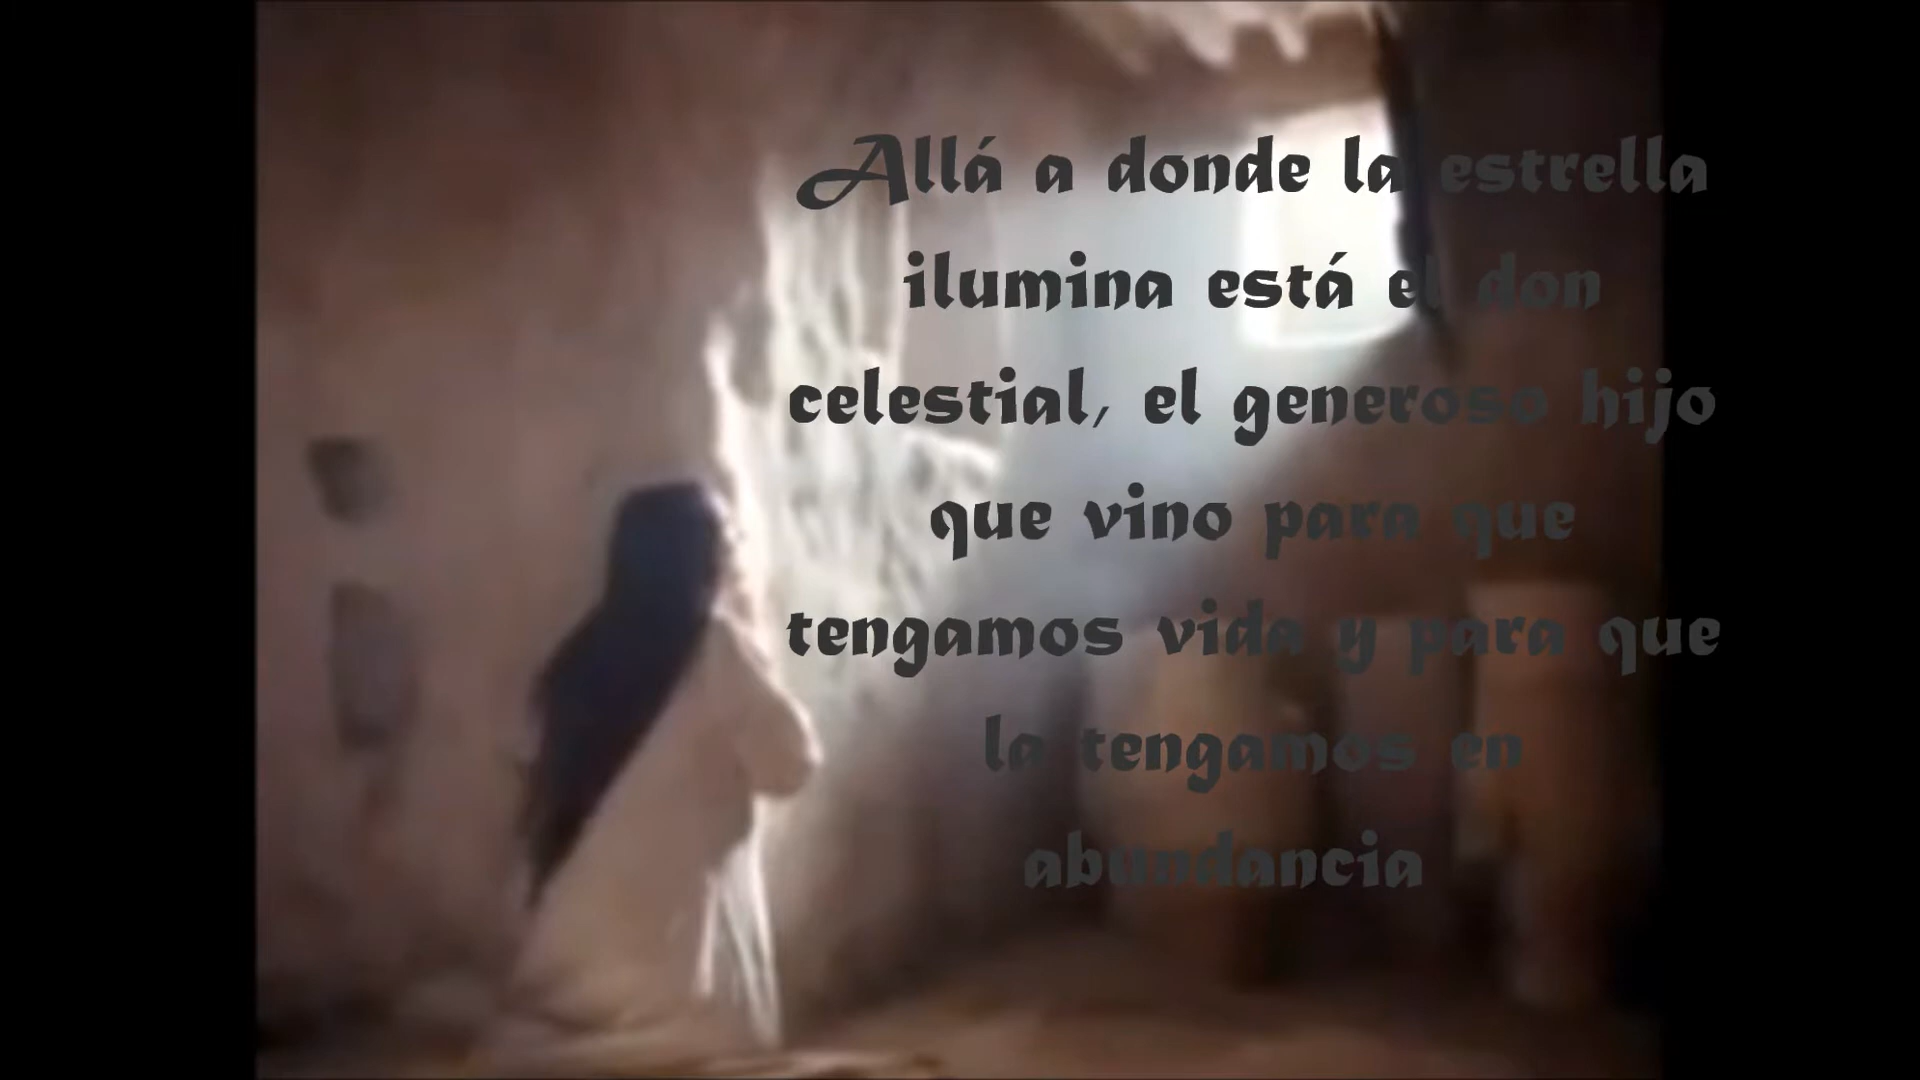 Allá a donde la estrella
ilumina está el don
celestial, el generoso hijo
que vino para que
tengamos vida y para que
la tengamos en
abundancia